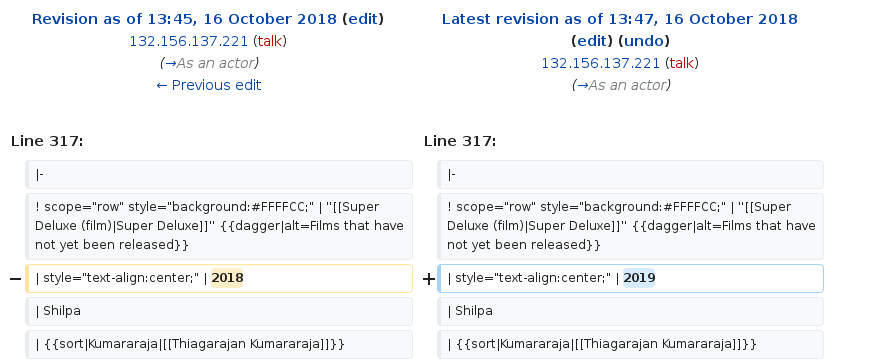 Revision as of 13:45, 16 October 2018 (edit)
132.156.137.221 (talk)
(→As an actor)
← Previous edit
Latest revision as of 13:47, 16 October 2018
(edit) (undo)
132.156.137.221 (talk)
(→As an actor)
Line 317:
Line 317:
|-
|-
! scope="row" style="background:#FFFFCC;" | ''[[Super
Deluxe (film)|Super Deluxe]]'' {{dagger|alt=Films that have
not yet been released}}
! scope="row" style="background:#FFFFCC;" | ''[[Super
Deluxe (film)|Super Deluxe]]'' {{dagger|alt=Films that have
not yet been released}}
− | style="text-align:center;" | 2018
+ | style="text-align:center;" | 2019
| Shilpa
| Shilpa
| {{sort|Kumararaja|[[Thiagarajan Kumararaja]]}}
| {{sort|Kumararaja|[[Thiagarajan Kumararaja]]}}